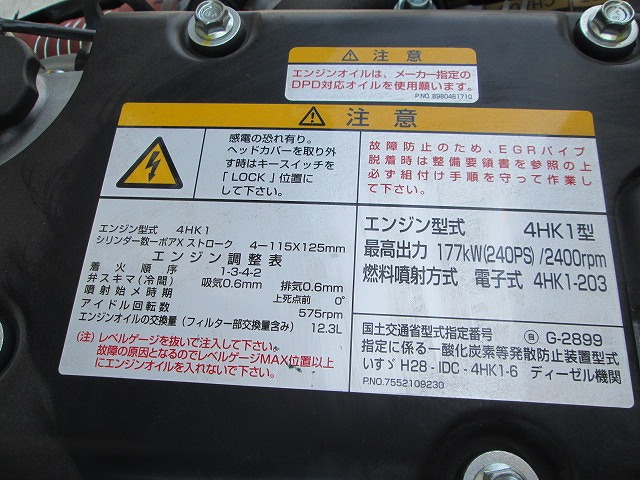 注意
エンジンオイルは、メーカー指定の
DPD対応オイルを使用願います。
P.NO. 8980461710
注意
感電の恐れ有り。
ヘッドカバーを取り外
す時はキースイッチを
「LOCK」位置に
して下さい。
故障防止のため、EGRパイプ
脱着時は整備要領書を参照の上
必ず組付け手順を守って作業し
て下さい。
エンジン型式 4HK1
シリンダー数ーボアXストローク 4ー115X125mm
エンジン調整表
着火順序 1-3-4-2
弁スキマ(冷間) 吸気0.6mm 排気0.6mm
噴射始メ時期 上死点前 0°
アイドル回転数 575rpm
エンジンオイルの交換量(フィルター部交換量含み) 12.3L
(注)レベルゲージを抜いて注入して下さい。
故障の原因となるのでレベルゲージMAX位置以上
にエンジンオイルを入れないで下さい。
エンジン型式 4HK1型
最高出力 177kW(240PS)/2400rpm
燃料噴射方式 電子式 4HK1-203
国土交通省型式指定番号 自 G-2899
指定に係る一酸化炭素等発散防止装置型式
いすゞH28-IDC-4HK1-6 ディーゼル機関
P.NO.7552109230